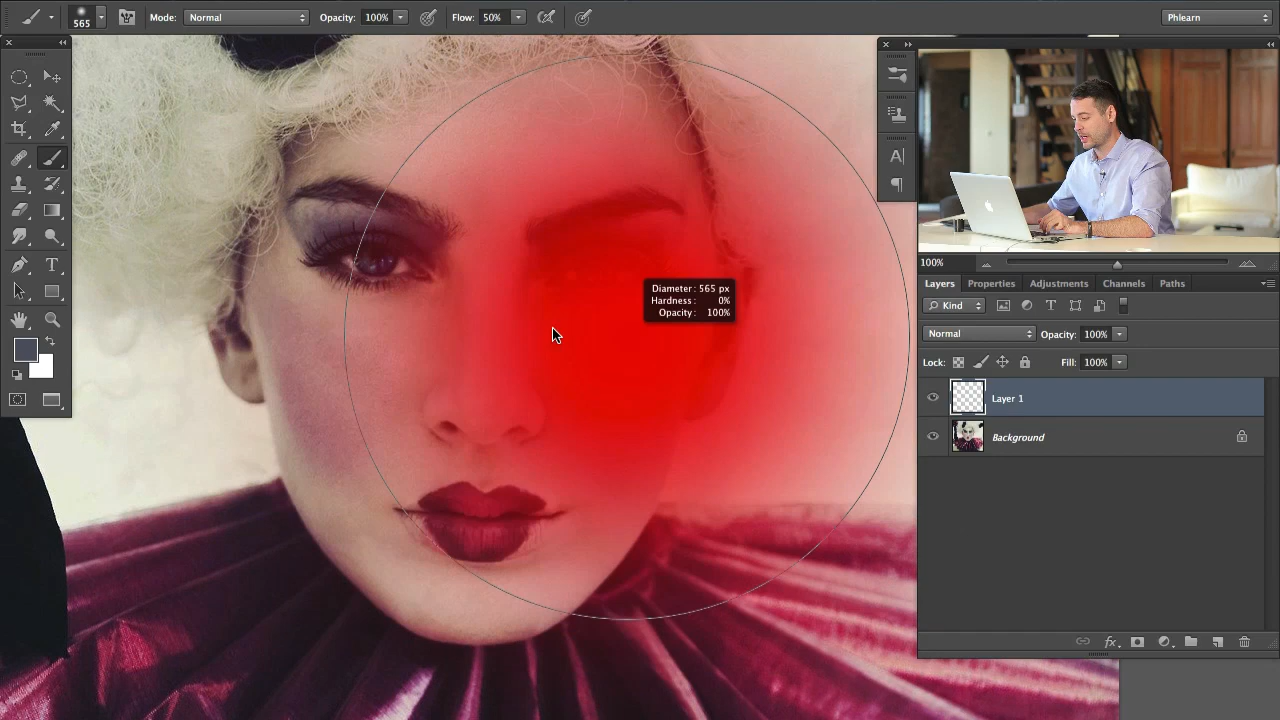 565
Mode: Normal
Opacity: 100%
Flow: 50%
Phlearn
Diameter: 565 px
Hardness: 0%
Opacity: 100%
100%
Layers Properties Adjustments Channels Paths
Kind
Normal
Opacity: 100%
Lock:
Fill: 100%
Layer 1
Background